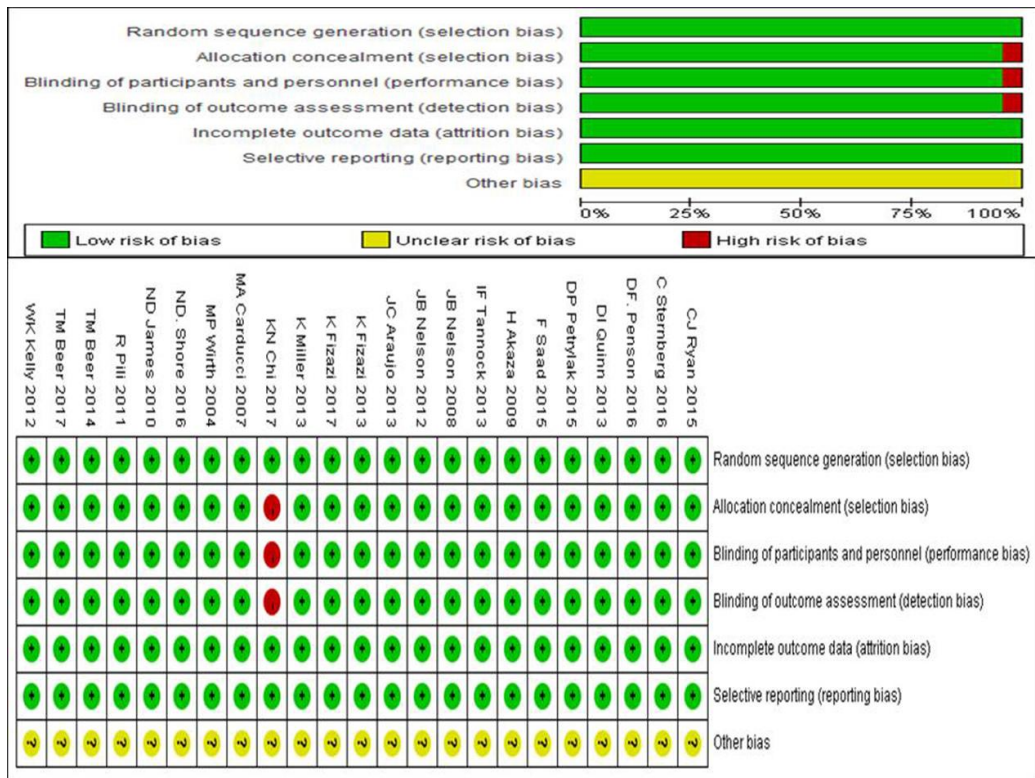 Random sequence generation (selection bias)
Allocation concealment (selection bias)
Blinding of participants and personnel (performance bias)
Blinding of outcome assessment (detection bias)
Incomplete outcome data (attrition bias)
Selective reporting (reporting bias)
Other bias
0% 25% 50% 75% 100%
Low risk of bias Unclear risk of bias High risk of bias
WK Kelly 2012
TM Beer 2017
TM Beer 2014
R Pili 2011
ND James 2010
ND. Shore 2016
MP Wirth 2004
MA Carducci 2007
KN Chi 2017
K Miller 2013
K Fizazi 2017
K Fizazi 2013
JC Araujo 2013
JB Nelson 2012
JB Nelson 2008
IF Tannock 2013
H Akaza 2009
F Saad 2015
DP Petrylak 2015
DI Quinn 2013
DF. Penson 2016
C Sternberg 2016
CJ Ryan 2015
+ + + + + + + + + + + + + + + + + + + + + + + Random sequence generation (selection bias)
+ + + + + + + + - + + + + + + + + + + + + + + Allocation concealment (selection bias)
+ + + + + + + + - + + + + + + + + + + + + + + Blinding of participants and personnel (performance bias)
+ + + + + + + + - + + + + + + + + + + + + + + Blinding of outcome assessment (detection bias)
+ + + + + + + + + + + + + + + + + + + + + + + Incomplete outcome data (attrition bias)
+ + + + + + + + + + + + + + + + + + + + + + + Selective reporting (reporting bias)
? ? ? ? ? ? ? ? ? ? ? ? ? ? ? ? ? ? ? ? ? ? ? Other bias